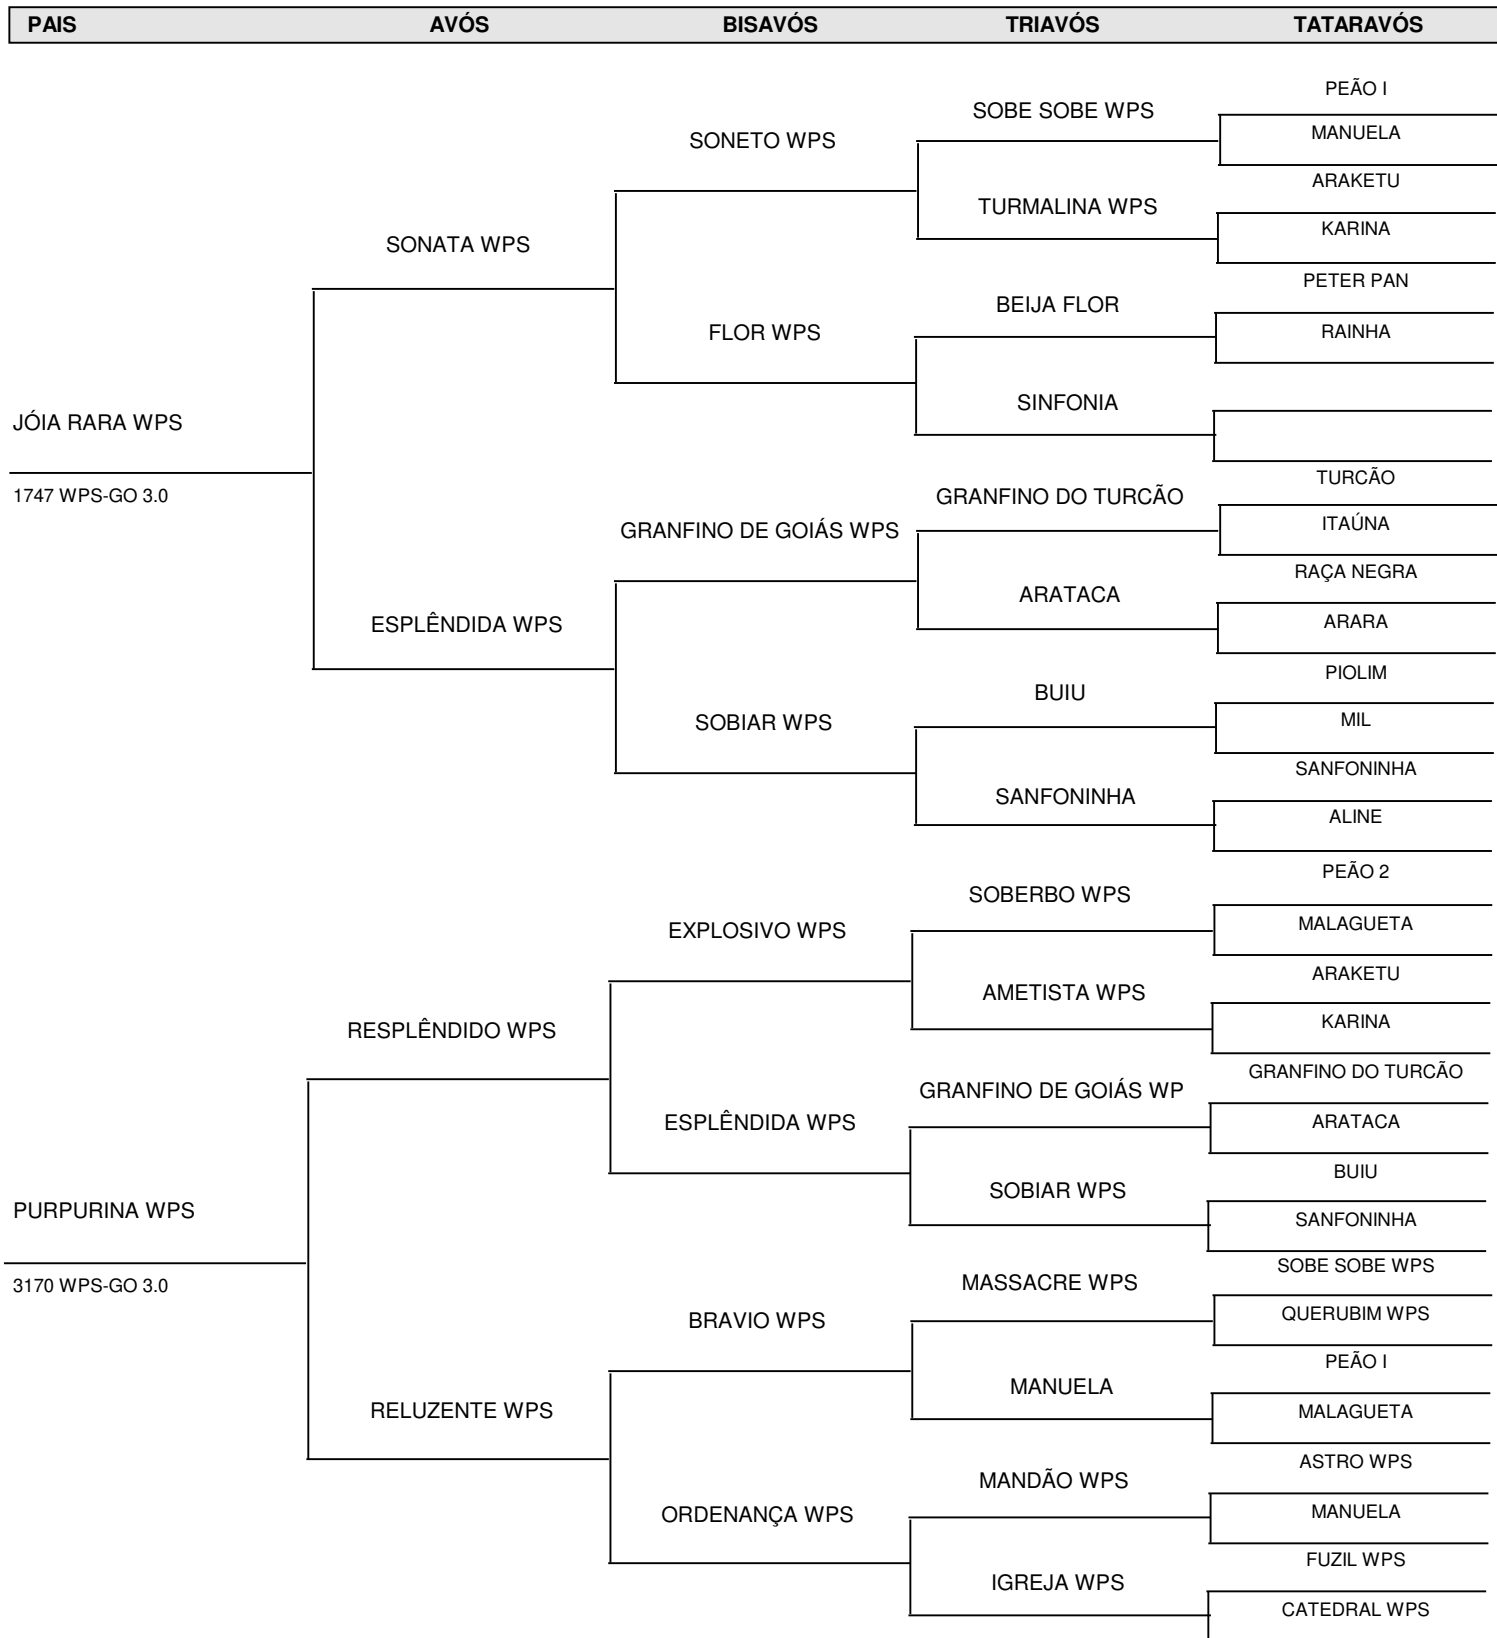 PAIS AVÓS BISAVÓS TRIAVÓS TATARAVÓS
PEÃO I
SOBE SOBE WPS
MANUELA
SONETO WPS
ARAKETU
TURMALINA WPS
KARINA
SONATA WPS
PETER PAN
BEIJA FLOR
RAINHA
FLOR WPS
SINFONIA
JÓIA RARA WPS
TURCÃO
1747 WPS-GO 3.0
GRANFINO DO TURCÃO
ITAÚNA
GRANFINO DE GOIÁS WPS
RAÇA NEGRA
ARATACA
ARARA
ESPLÊNDIDA WPS
PIOLIM
BUIU
MIL
SOBIAR WPS
SANFONINHA
SANFONINHA
ALINE
PEÃO 2
SOBERBO WPS
MALAGUETA
EXPLOSIVO WPS
ARAKETU
AMETISTA WPS
KARINA
RESPLÊNDIDO WPS
GRANFINO DO TURCÃO
GRANFINO DE GOIÁS WP
ARATACA
ESPLÊNDIDA WPS
BUIU
SOBIAR WPS
PURPURINA WPS
SANFONINHA
SOBE SOBE WPS
3170 WPS-GO 3.0
MASSACRE WPS
QUERUBIM WPS
BRAVIO WPS
PEÃO I
MANUELA
RELUZENTE WPS
MALAGUETA
ASTRO WPS
MANDÃO WPS
MANUELA
ORDENANÇA WPS
FUZIL WPS
IGREJA WPS
CATEDRAL WPS